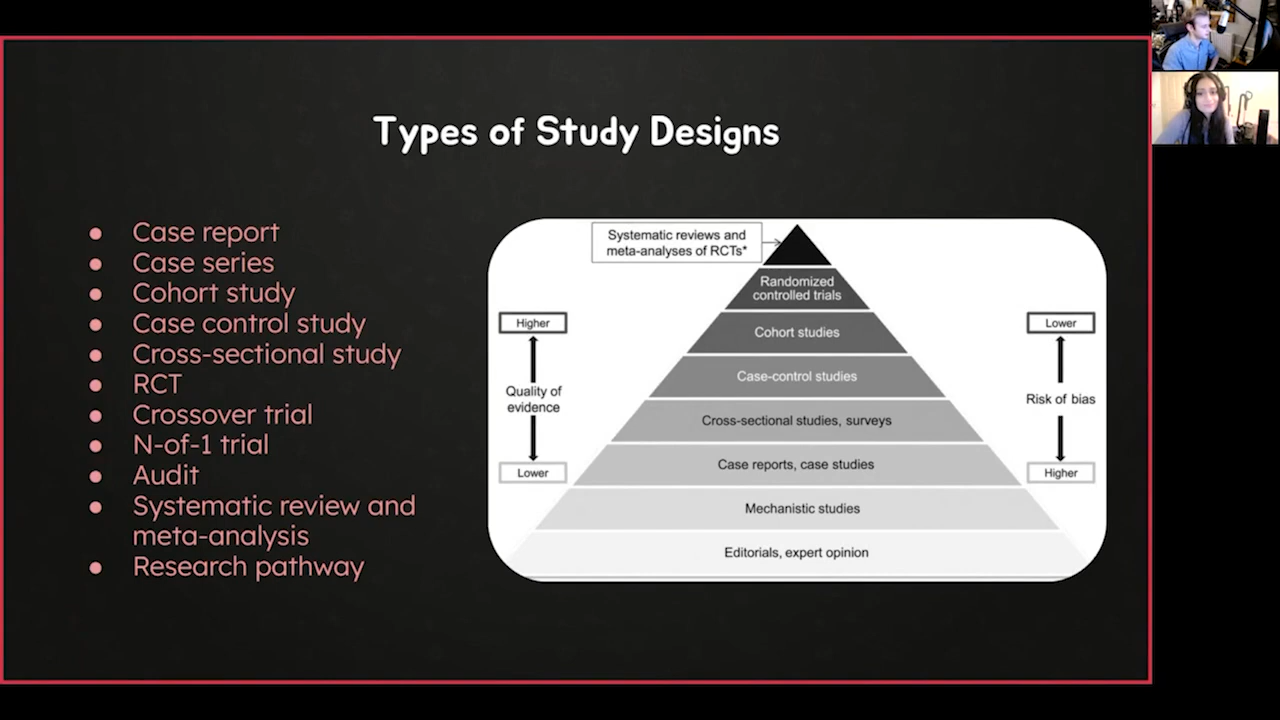 Types of Study Designs
● Case report
● Case series
● Cohort study
● Case control study
● Cross-sectional study
● RCT
● Crossover trial
● N-of-1 trial
● Audit
● Systematic review and
meta-analysis
● Research pathway
Systematic reviews and
meta-analyses of RCTs*
Randomized
controlled trials
Cohort studies
Case-control studies
Cross-sectional studies, surveys
Case reports, case studies
Mechanistic studies
Editorials, expert opinion
Higher
Quality of
evidence
Lower
Lower
Risk of bias
Higher